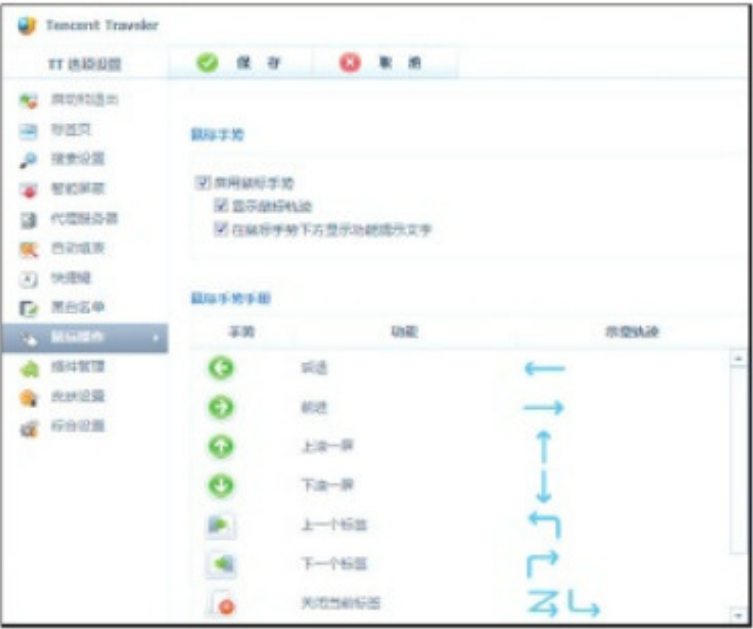 Tencent Traveler
TT 选项设置
保 存
取 消
启动和退出
标签页
搜索设置
智能屏蔽
代理服务器
自动填表
快捷键
黑白名单
鼠标操作
插件管理
皮肤设置
综合设置
鼠标手势
启用鼠标手势
显示鼠标轨迹
在鼠标手势下方显示功能提示文字
鼠标手势手册
手势 功能 示意轨迹
后退
前进
上滚一屏
下滚一屏
上一个标签
下一个标签
关闭当前标签